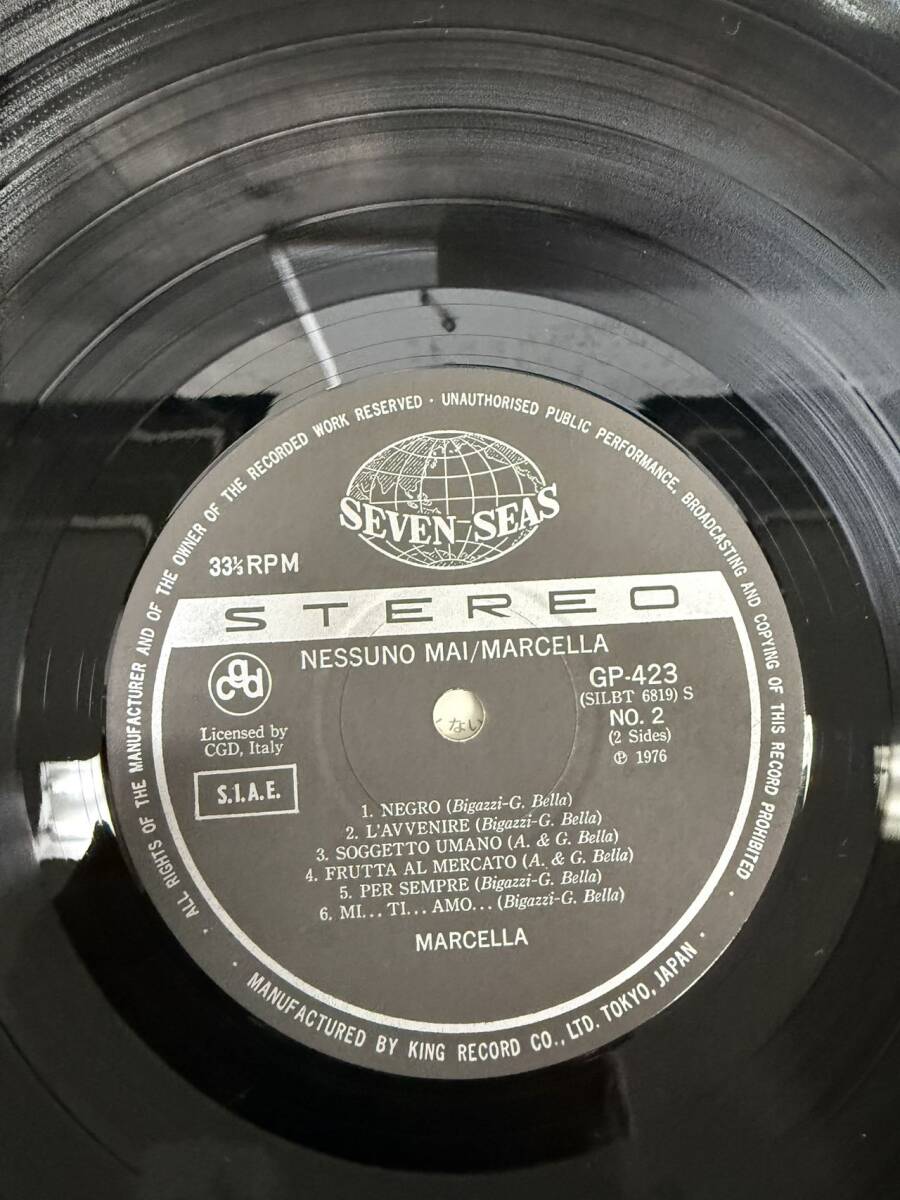 · ALL RIGHTS OF THE MANUFACTURER AND OF THE OWNER OF THE RECORDED WORK RESERVED · UNAUTHORISED PUBLIC PERFORMANCE, BROADCASTING AND COPYING OF THIS RECORD PROHIBITED ·
SEVEN SEAS
33⅓ RPM
STEREO
NESSUNO MAI/MARCELLA
cgd
Licensed by
CGD, Italy
S.I.A.E.
GP-423
(SILBT 6819) S
NO. 2
(2 Sides)
℗ 1976
くない
1. NEGRO (Bigazzi-G. Bella)
2. L'AVVENIRE (Bigazzi-G. Bella)
3. SOGGETTO UMANO (A. & G. Bella)
4. FRUTTA AL MERCATO (A. & G. Bella)
5. PER SEMPRE (Bigazzi-G. Bella)
6. MI... TI... AMO... (Bigazzi-G. Bella)
MARCELLA
· MANUFACTURED BY KING RECORD CO., LTD. TOKYO, JAPAN ·